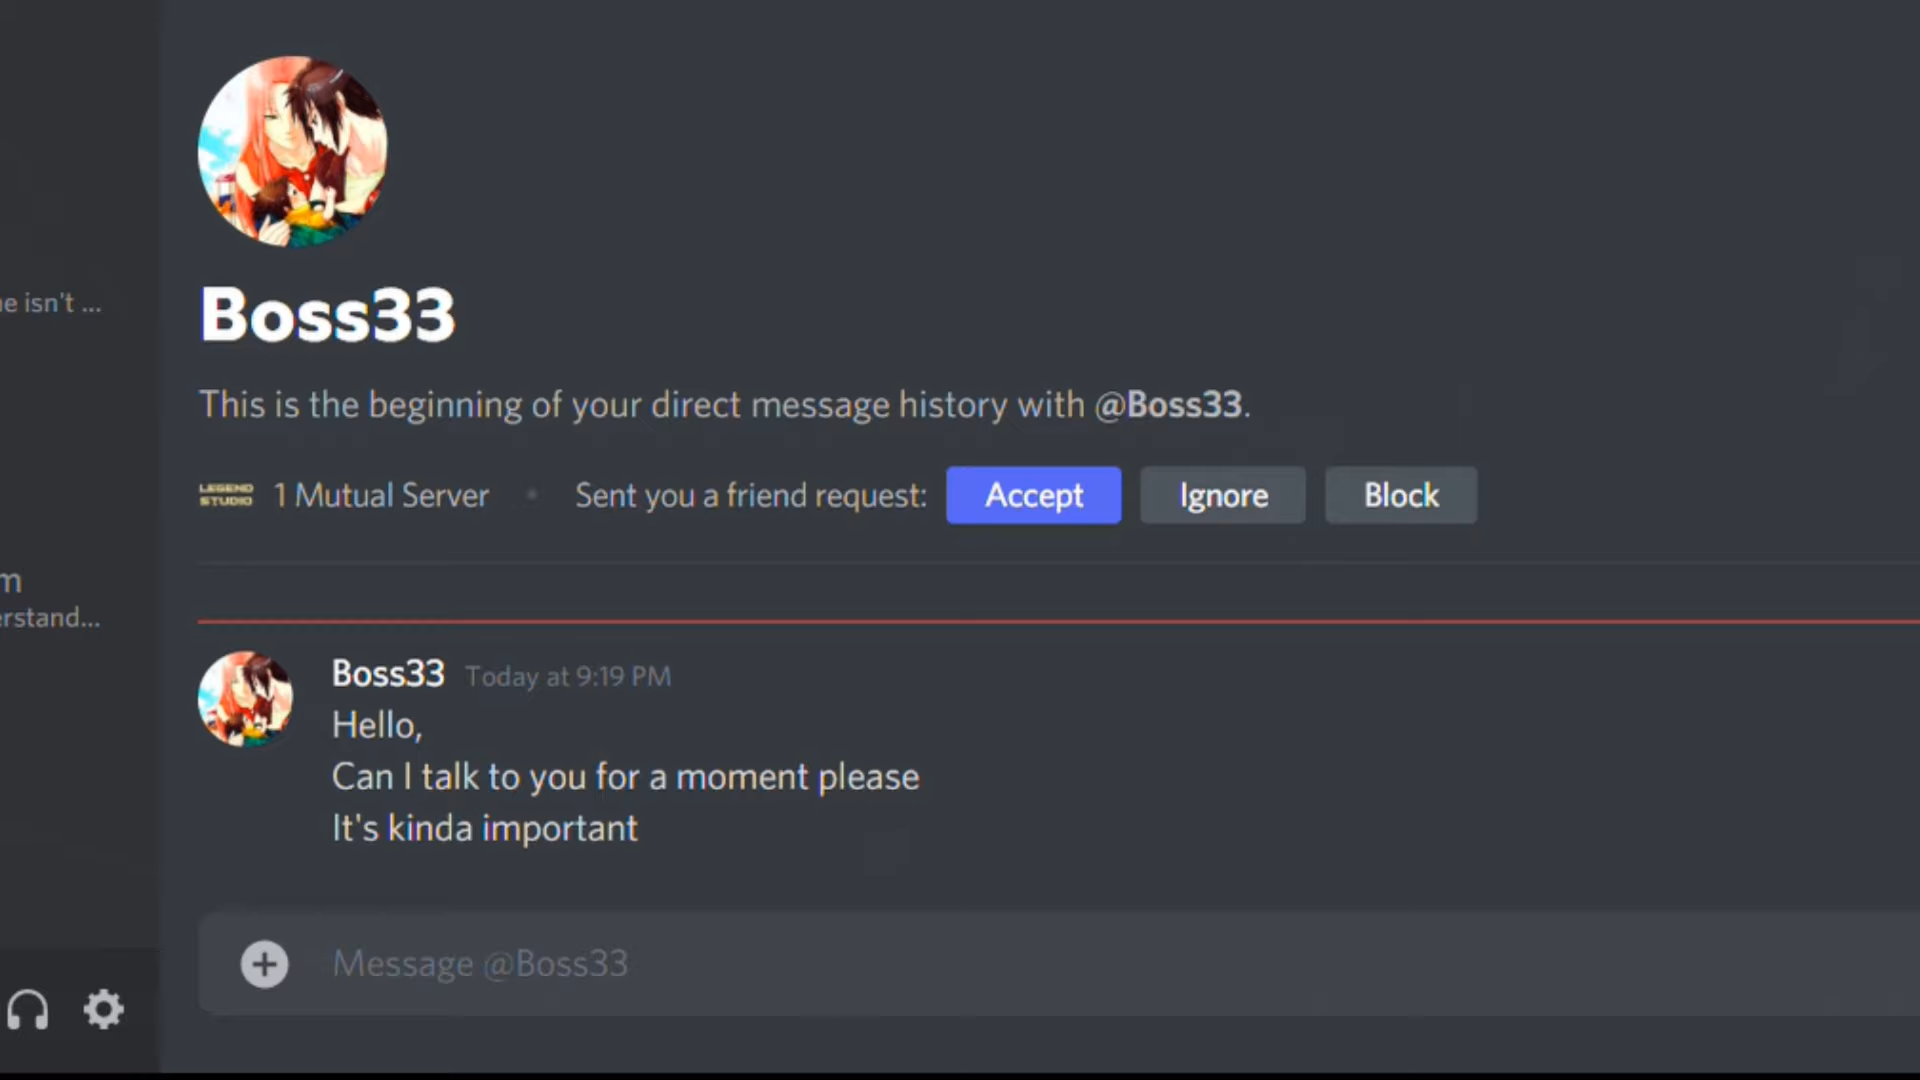 Boss33
This is the beginning of your direct message history with @Boss33.
LEGEND
STUDIO
1 Mutual Server • Sent you a friend request: Accept Ignore Block
e isn't ...
m
erstand...
Boss33 Today at 9:19 PM
Hello,
Can I talk to you for a moment please
It's kinda important
Message @Boss33